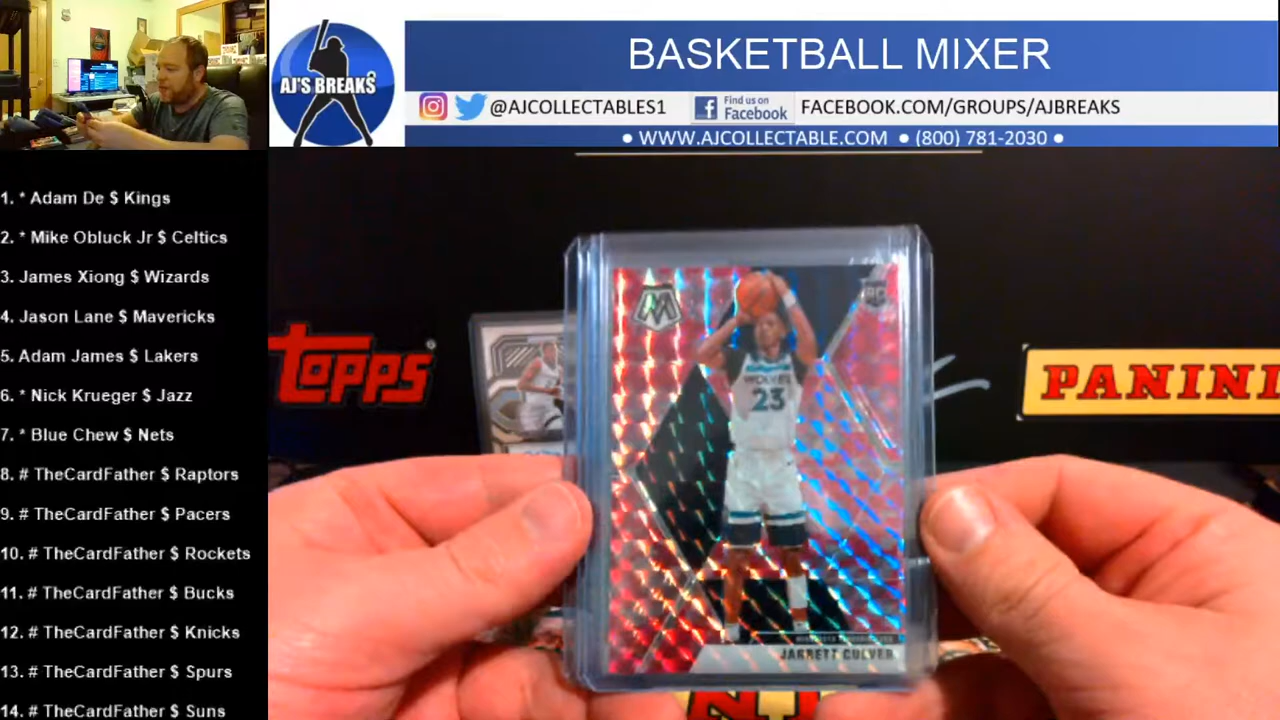 AJ'S BREAKS
BASKETBALL MIXER
@AJCOLLECTABLES1
Find us on
Facebook
FACEBOOK.COM/GROUPS/AJBREAKS
● WWW.AJCOLLECTABLE.COM ● (800) 781-2030 ●
1. * Adam De $ Kings
2. * Mike Obluck Jr $ Celtics
3. James Xiong $ Wizards
4. Jason Lane $ Mavericks
5. Adam James $ Lakers
6. * Nick Krueger $ Jazz
7. * Blue Chew $ Nets
8. # TheCardFather $ Raptors
9. # TheCardFather $ Pacers
10. # TheCardFather $ Rockets
11. # TheCardFather $ Bucks
12. # TheCardFather $ Knicks
13. # TheCardFather $ Spurs
14. # TheCardFather $ Suns
TOPPS
PANINI
RC
WOLVES
23
JARRETT CULVER